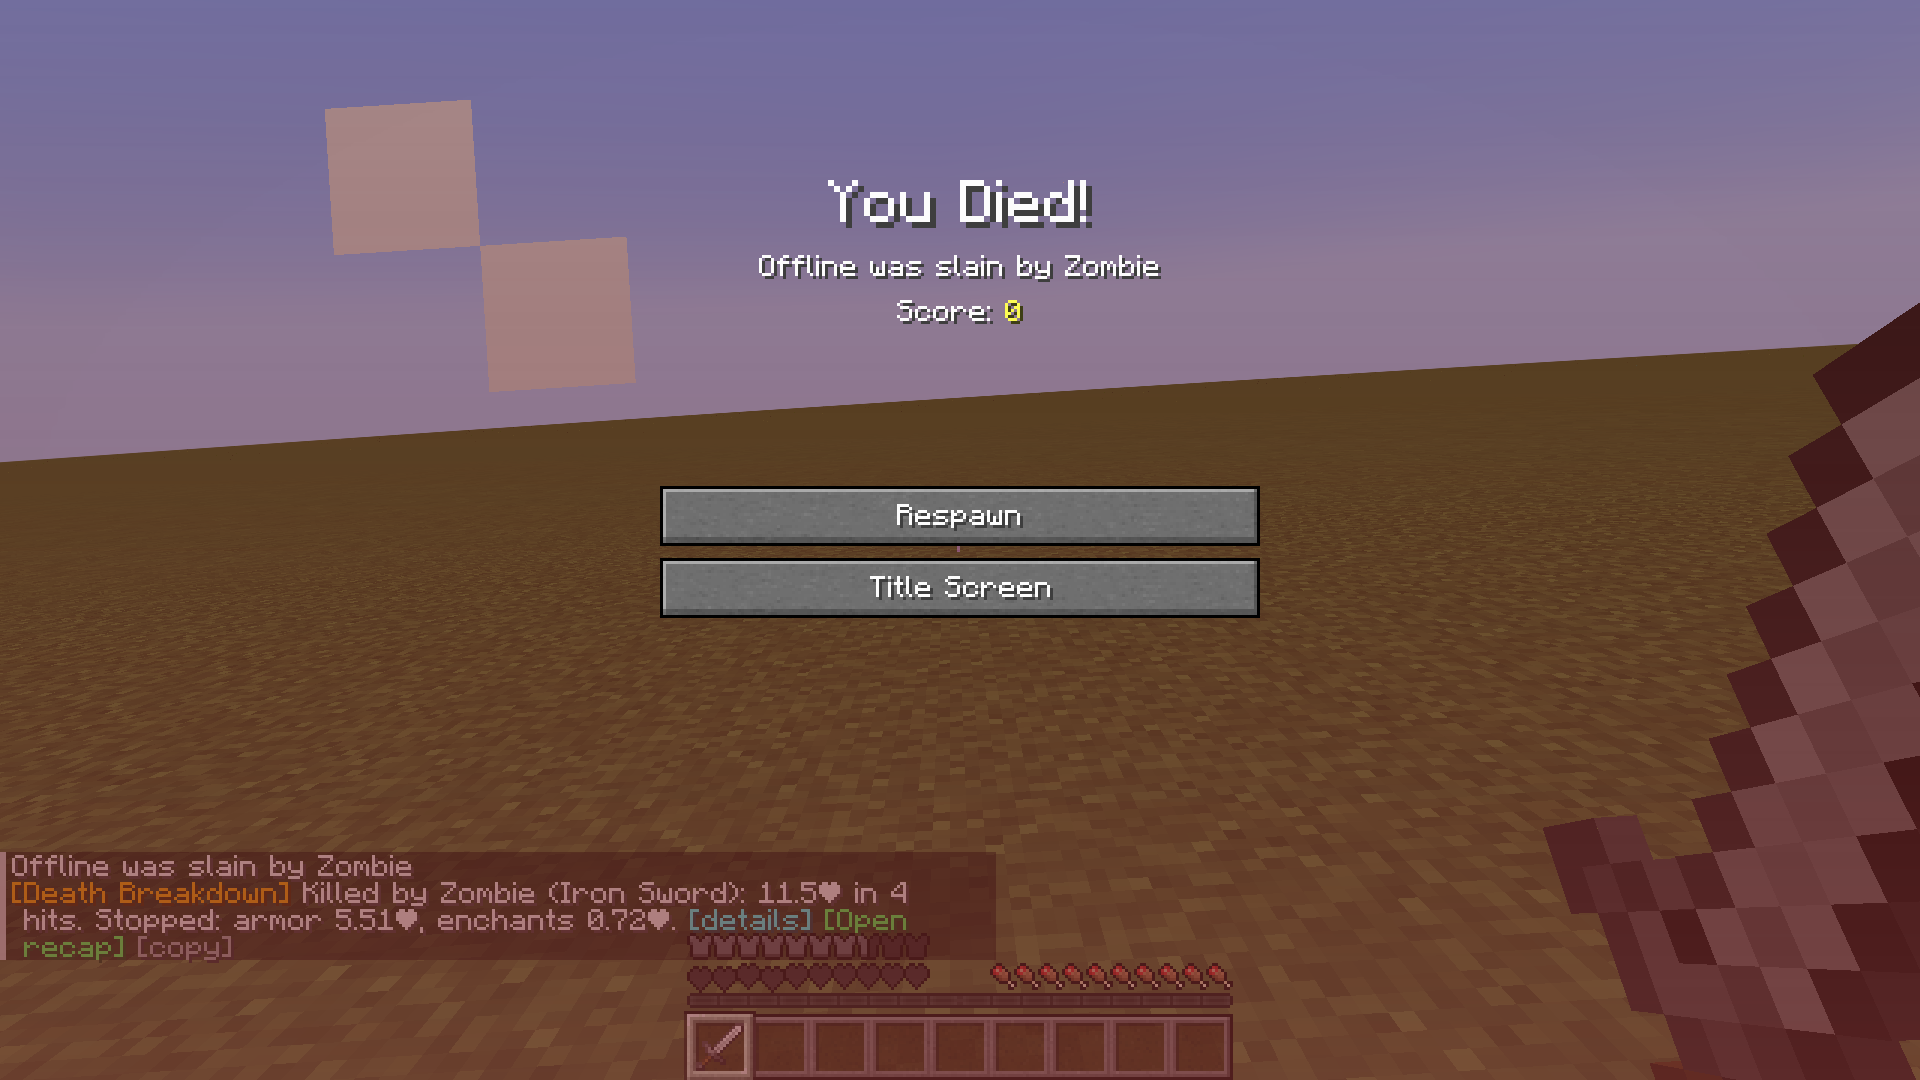 You Died!
Offline was slain by Zombie
Score: 0
Respawn
Title Screen
Offline was slain by Zombie
[Death Breakdown] Killed by Zombie (Iron Sword): 11.5♥ in 4
hits. Stopped: armor 5.51♥, enchants 0.72♥. [details] [Open
recap] [copy]